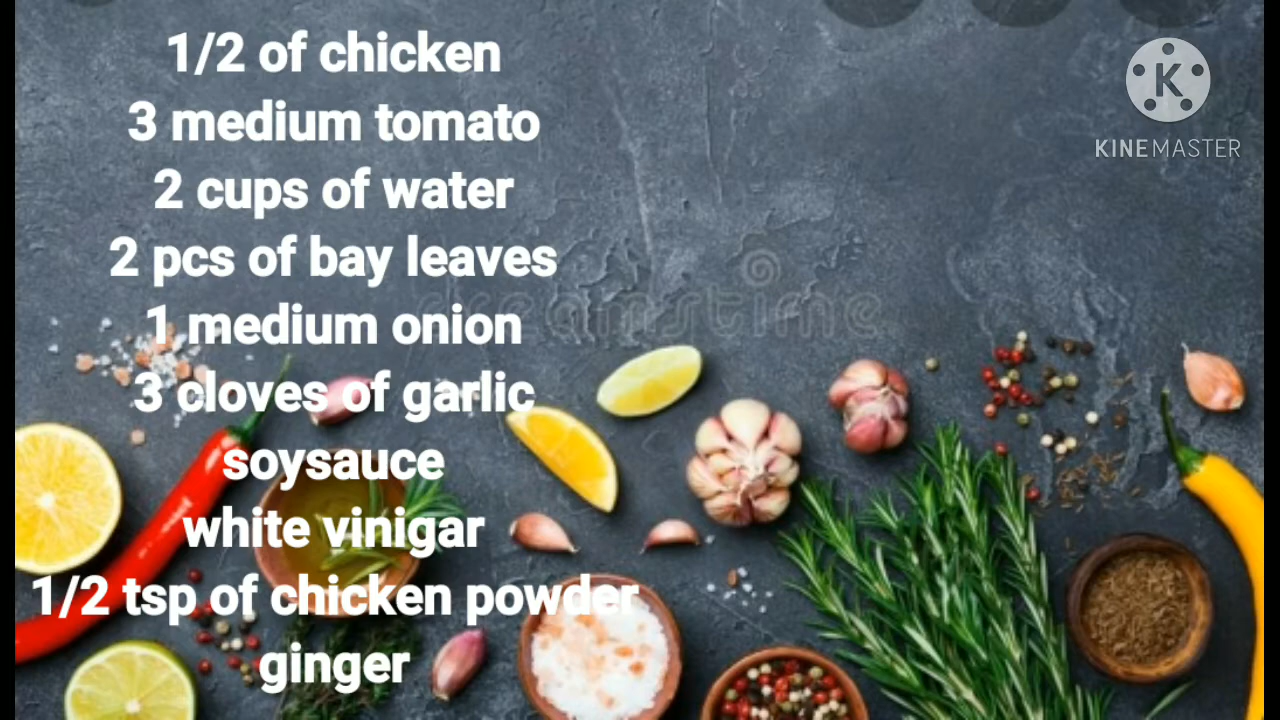 1/2 of chicken
3 medium tomato
2 cups of water
2 pcs of bay leaves
1 medium onion
3 cloves of garlic
soysauce
white vinigar
1/2 tsp of chicken powder
ginger
K
KINEMASTER
dreamstime